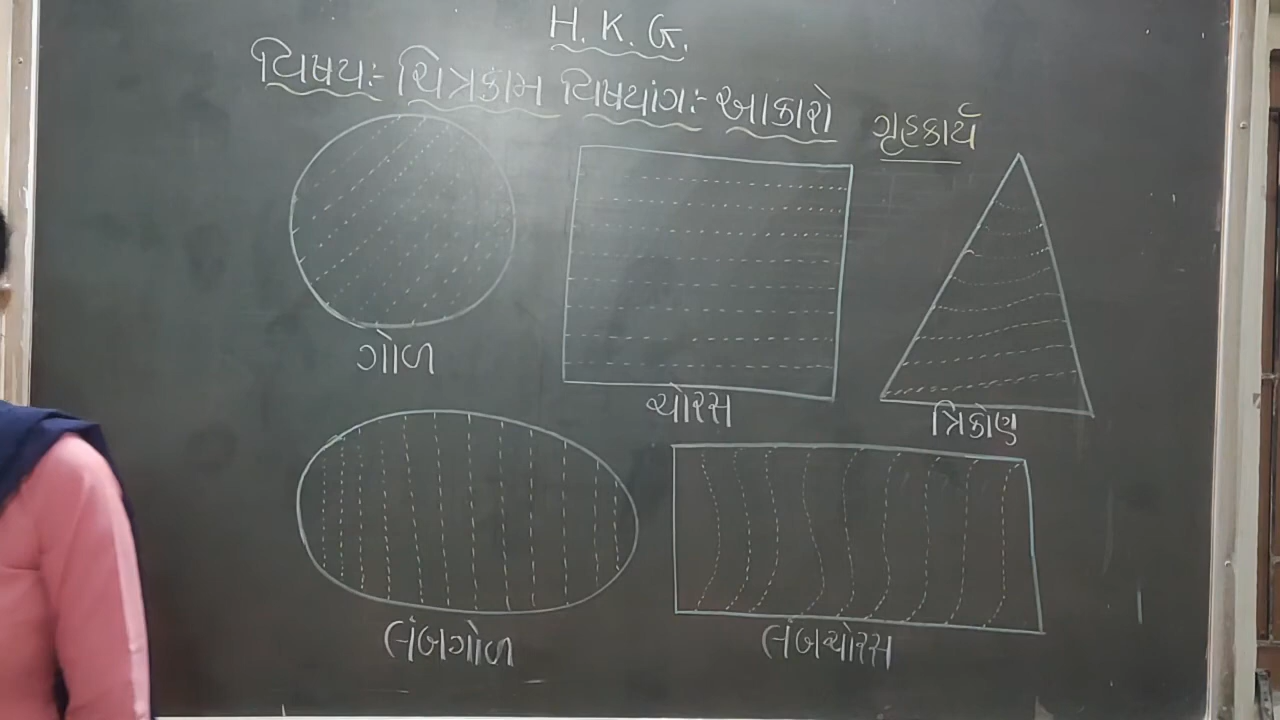 H. K. G.
વિષય:- ચિત્રકામ વિષયાંગ:- આકારો
ગૃહકાર્ય
ગોળ
ચોરસ
ત્રિકોણ
લંબગોળ
લંબચોરસ